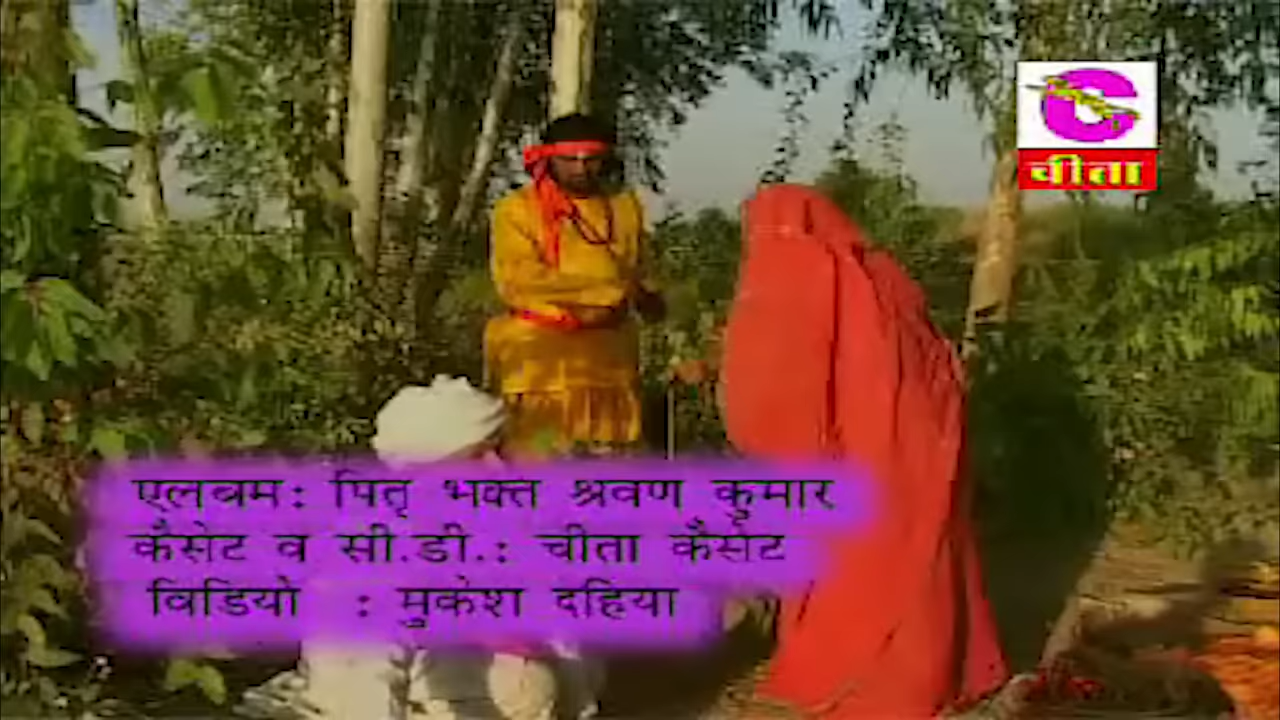 चीता
एलबम: पितृ भक्त श्रवण कुमार
कैसेट व सी.डी.: चीता कैसेट
विडियो : मुकेश दहिया